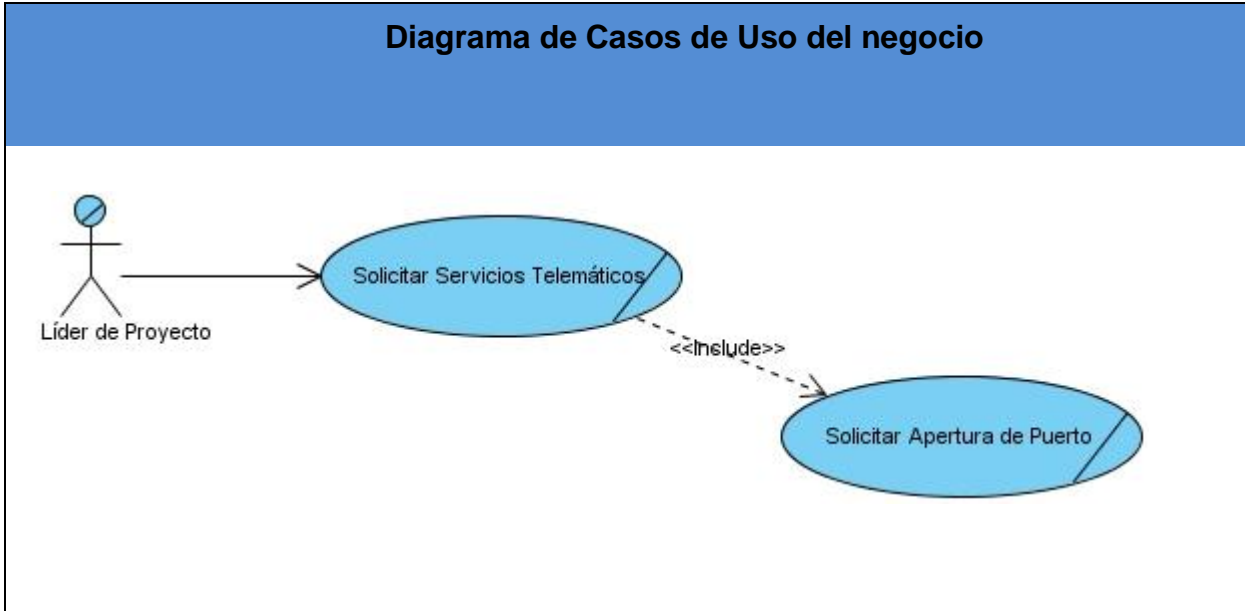 Diagrama de Casos de Uso del negocio
Solicitar Servicios Telemáticos
Líder de Proyecto
<<Include>>
Solicitar Apertura de Puerto